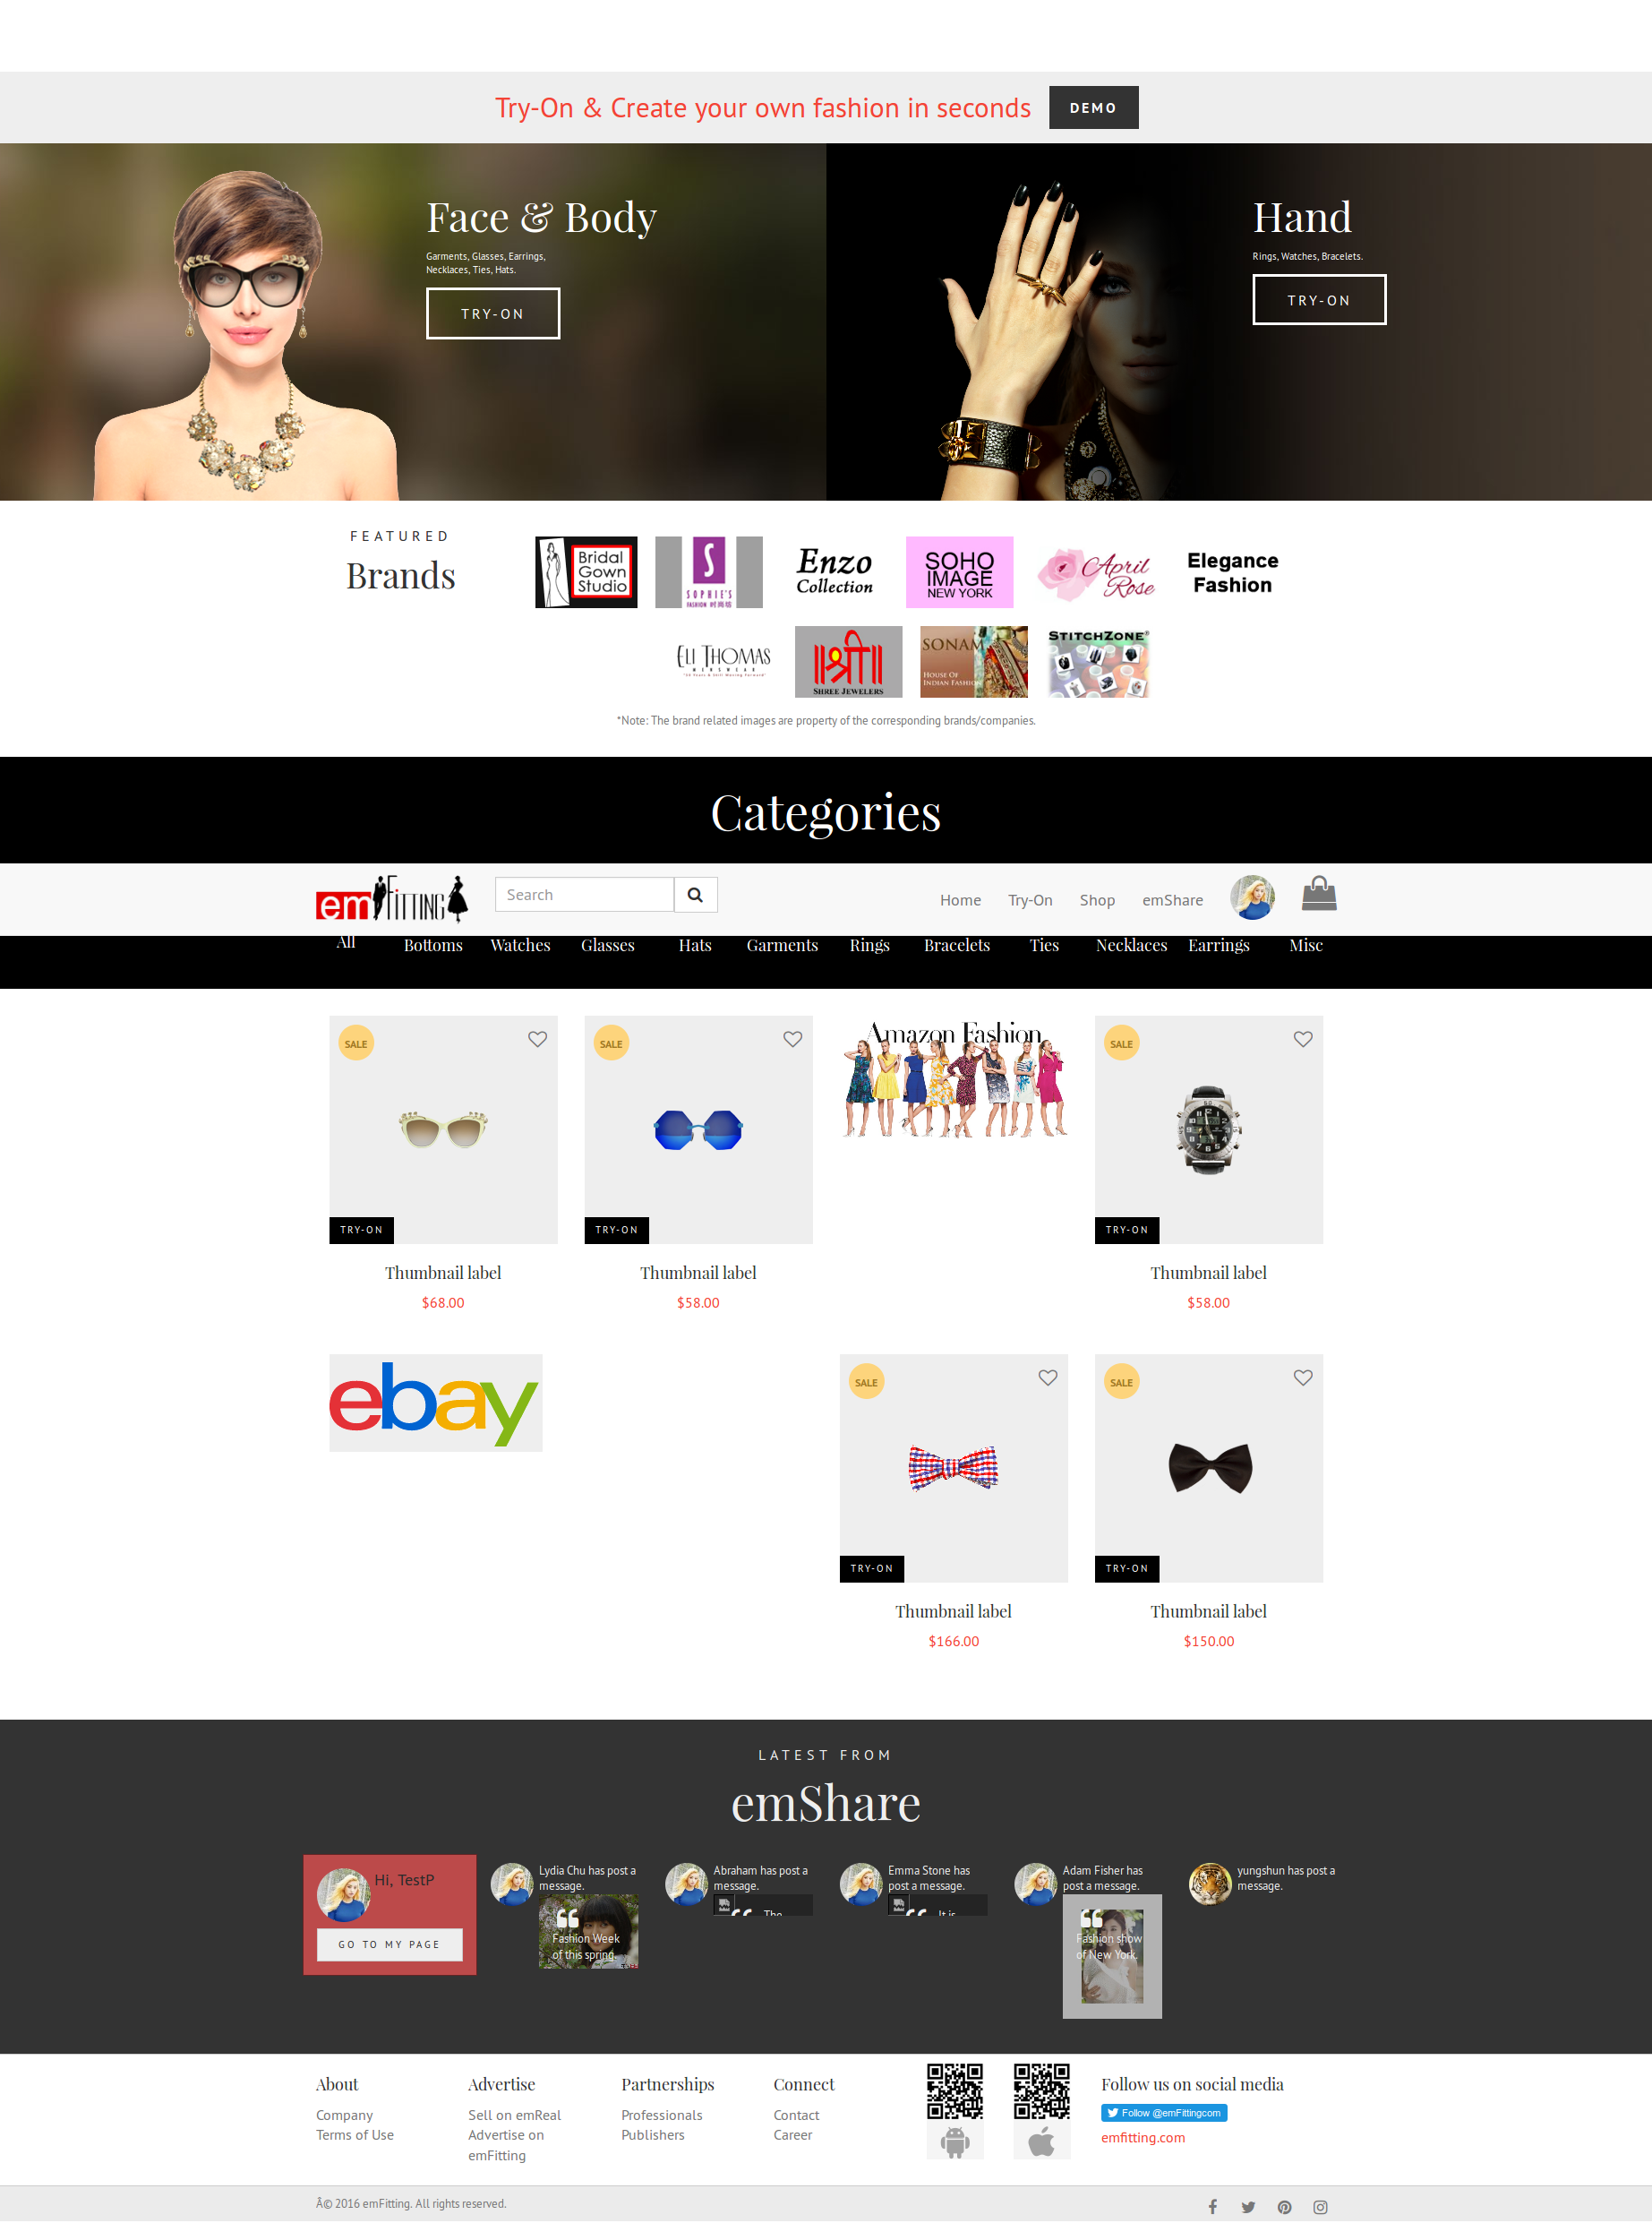 Try-On & Create your own fashion in seconds
DEMO
Face & Body
Garments, Glasses, Earrings,
Necklaces, Ties, Hats.
TRY-ON
Hand
Rings, Watches, Bracelets.
TRY-ON
FEATURED
Brands
Bridal
Gown
Studio
S
SOPHIE'S
FASHION 时尚坊
Enzo
Collection
SOHO
IMAGE
NEW YORK
April
Rose
Elegance
Fashion
ELI THOMAS
MENSWEAR
श्री
SHREE JEWELERS
SONAM
HOUSE OF
INDIAN FASHION
STITCHZONE®
*Note: The brand related images are property of the corresponding brands/companies.
Categories
emFITTING
Search
Home
Try-On
Shop
emShare
All
Bottoms
Watches
Glasses
Hats
Garments
Rings
Bracelets
Ties
Necklaces
Earrings
Misc
SALE
SALE
Amazon Fashion
SALE
TRY-ON
TRY-ON
TRY-ON
Thumbnail label
Thumbnail label
Thumbnail label
$68.00
$58.00
$58.00
ebay
SALE
SALE
TRY-ON
TRY-ON
Thumbnail label
Thumbnail label
$166.00
$150.00
LATEST FROM
emShare
Hi, TestP
GO TO MY PAGE
Lydia Chu has post a
message.
Fashion Week
of this spring.
Abraham has post a
message.
The
Emma Stone has
post a message.
It is
Adam Fisher has
post a message.
Fashion show
of New York.
yungshun has post a
message.
About
Company
Terms of Use
Advertise
Sell on emReal
Advertise on
emFitting
Partnerships
Professionals
Publishers
Connect
Contact
Career
Follow us on social media
Follow @emFittingcom
emfitting.com
Â© 2016 emFitting. All rights reserved.